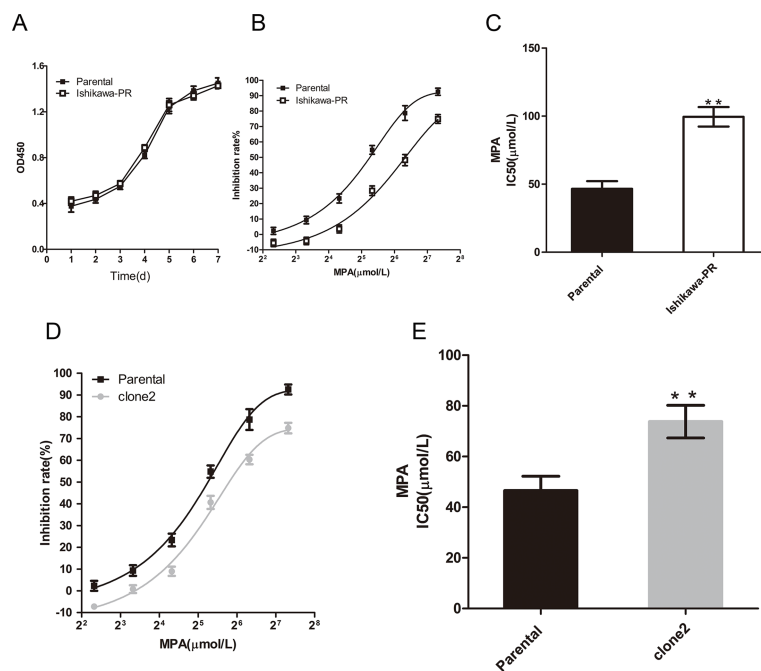 A
Parental
Ishikawa-PR
OD450
1.6
1.2
0.8
0.4
0.0
0 1 2 3 4 5 6 7
Time(d)
B
Parental
Ishikawa-PR
Inhibition rate%
100
90
80
70
60
50
40
30
20
10
0
-10
2² 2³ 2⁴ 2⁵ 2⁶ 2⁷ 2⁸
MPA(μmol/L)
C
MPA
IC50(μmol/L)
150
100
50
0
**
Parental
Ishikawa-PR
D
Parental
clone2
Inhibition rate(%)
100
90
80
70
60
50
40
30
20
10
0
-10
2² 2³ 2⁴ 2⁵ 2⁶ 2⁷ 2⁸
MPA(μmol/L)
E
MPA
IC50(μmol/L)
100
80
60
40
20
0
* *
Parental
clone2